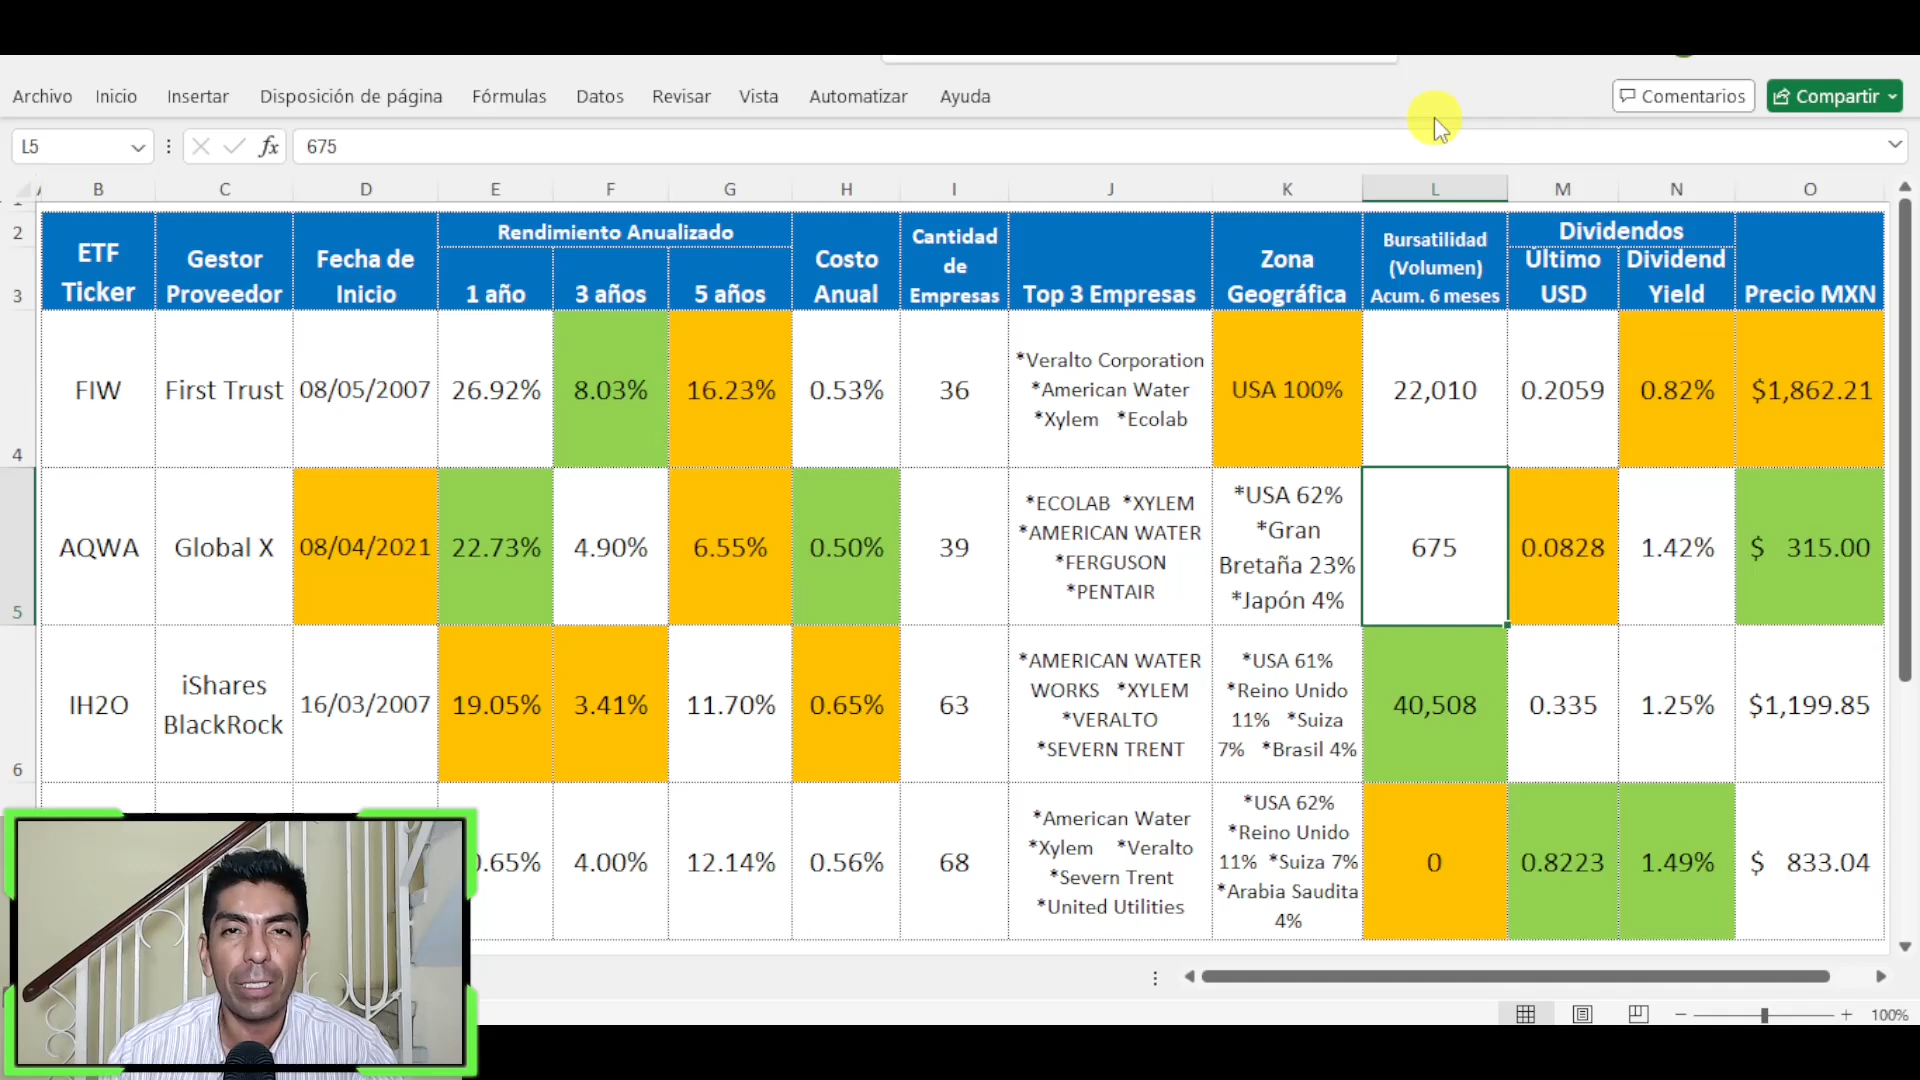 Archivo Inicio Insertar Disposición de página Fórmulas Datos Revisar Vista Automatizar Ayuda Comentarios Compartir
L5 fx 675
B C D E F G H I J K L M N O
1
2
3
ETF Ticker
Gestor Proveedor
Fecha de Inicio
Rendimiento Anualizado
1 año 3 años 5 años
Costo Anual
Cantidad de Empresas
Top 3 Empresas
Zona Geográfica
Bursatilidad (Volumen) Acum. 6 meses
Dividendos
Último USD
Dividend Yield
Precio MXN
4
FIW First Trust 08/05/2007 26.92% 8.03% 16.23% 0.53% 36
*Veralto Corporation
*American Water
*Xylem *Ecolab
USA 100% 22,010 0.2059 0.82% $1,862.21
5
AQWA Global X 08/04/2021 22.73% 4.90% 6.55% 0.50% 39
*ECOLAB *XYLEM
*AMERICAN WATER
*FERGUSON
*PENTAIR
*USA 62%
*Gran
Bretaña 23%
*Japón 4%
675 0.0828 1.42% $ 315.00
6
IH2O iShares BlackRock 16/03/2007 19.05% 3.41% 11.70% 0.65% 63
*AMERICAN WATER
WORKS *XYLEM
*VERALTO
*SEVERN TRENT
*USA 61%
*Reino Unido
11% *Suiza
7% *Brasil 4%
40,508 0.335 1.25% $1,199.85
.65% 4.00% 12.14% 0.56% 68
*American Water
*Xylem *Veralto
*Severn Trent
*United Utilities
*USA 62%
*Reino Unido
11% *Suiza 7%
*Arabia Saudita
4%
0 0.8223 1.49% $ 833.04
100%